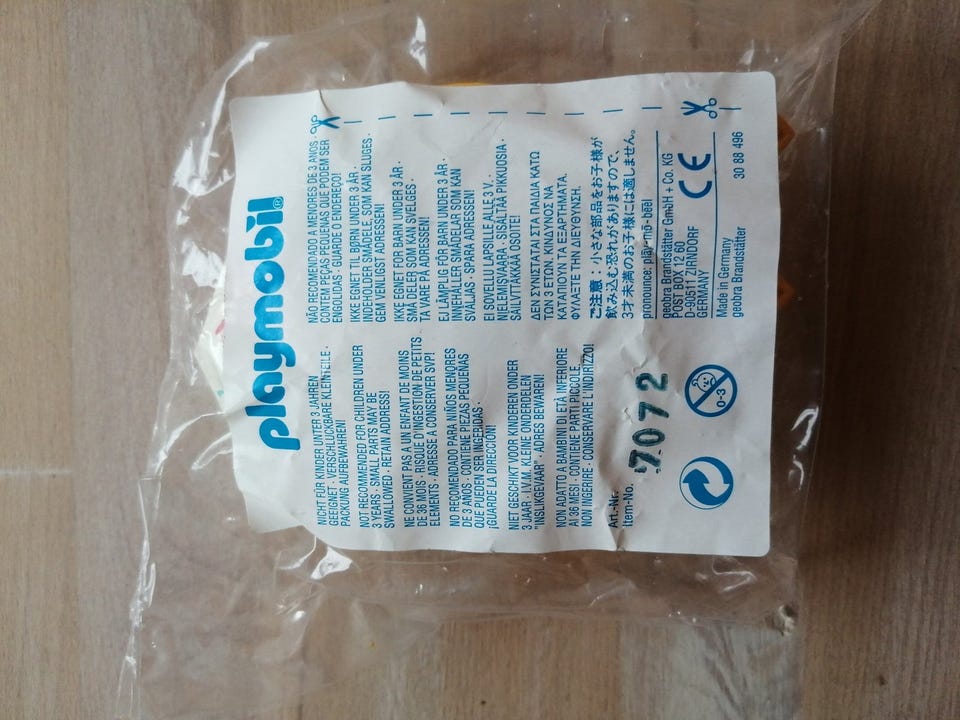 playmobil®
NICHT FÜR KINDER UNTER 3 JAHREN
GEEIGNET · VERSCHLUCKBARE KLEINTEILE ·
PACKUNG AUFBEWAHREN!
NOT RECOMMENDED FOR CHILDREN UNDER
3 YEARS · SMALL PARTS MAY BE
SWALLOWED · RETAIN ADDRESS!
NE CONVIENT PAS A UN ENFANT DE MOINS
DE 36 MOIS · RISQUE D'INGESTION DE PETITS
ELEMENTS · ADRESSE A CONSERVER SVP!
NO RECOMENDADO PARA NIÑOS MENORES
DE 3 ANOS · CONTIENE PIEZAS PEQUEÑAS
QUE PUEDEN SER INGERIDAS ·
¡GUARDE LA DIRECCIÓN!
NIET GESCHIKT VOOR KINDEREN ONDER
3 JAAR · I.V.M. KLEINE ONDERDELEN
"INSLIKGEVAAR" · ADRES BEWAREN!
NON ADATTO A BAMBINI DI ETÀ INFERIORE
AI 36 MESI · CONTIENE PARTI PICCOLE.
NON INGERIRE. CONSERVARE L'INDIRIZZO!
Art.-Nr.
Item-No. 7072
0-3
NÃO RECOMENDADO A MENORES DE 3 ANOS ·
CONTEM PEÇAS PEQUENAS QUE PODEM SER
ENGOLIDAS · GUARDE O ENDEREÇO!
IKKE EGNET TIL BØRN UNDER 3 ÅR ·
INDEHOLDER SMÅDELE, SOM KAN SLUGES ·
GEM VENLIGST ADRESSEN!
IKKE EGNET FOR BARN UNDER 3 ÅR ·
SMÅ DELER SOM KAN SVELGES ·
TA VARE PÅ ADRESSEN!
EJ LÄMPLIG FÖR BARN UNDER 3 ÅR ·
INNEHÅLLER SMÅDELAR SOM KAN
SVÄLJAS · SPARA ADRESSEN!
EI SOVELLU LAPSILLE ALLE 3 V. ·
NIELEMISVAARA · SISÄLTÄÄ PIKKUOSIA ·
SÄILYTTÄKÄÄ OSOITE!
ΔΕΝ ΣΥΝΙΣΤΑΤΑΙ ΣΤΑ ΠΑΙΔΙΑ ΚΑΤΩ
ΤΩΝ 3 ΕΤΩΝ. ΚΙΝΔΥΝΟΣ ΝΑ
ΚΑΤΑΠΙΟΥΝ ΤΑ ΕΞΑΡΤΗΜΑΤΑ.
ΦΥΛΑΞΤΕ ΤΗΝ ΔΙΕΥΘΥΝΣΗ.
ご注意：小さな部品をお子様が
飲み込む恐れがありますので、
3才未満のお子様には適しません。
pronounce: plāy-mō-bēēl
geobra Brandstätter GmbH + Co. KG
POST BOX 12 60
D-90511 ZIRNDORF
GERMANY
CE
Made in Germany
geobra Brandstätter 30 88 496